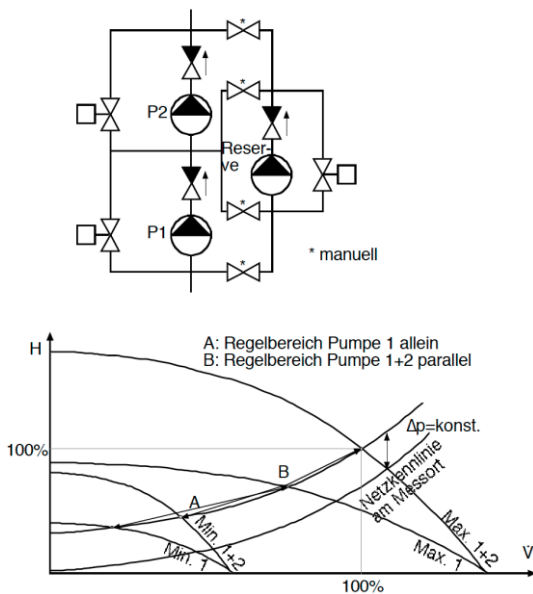 *
P2
*
Reser-
ve
*
P1
*
* manuell
H
A: Regelbereich Pumpe 1 allein
B: Regelbereich Pumpe 1+2 parallel
Δp=konst.
100%
B
Netzkennlinie
am Messort
A
Min. 1+2
Min. 1
Max. 1
Max. 1+2
V̇
100%